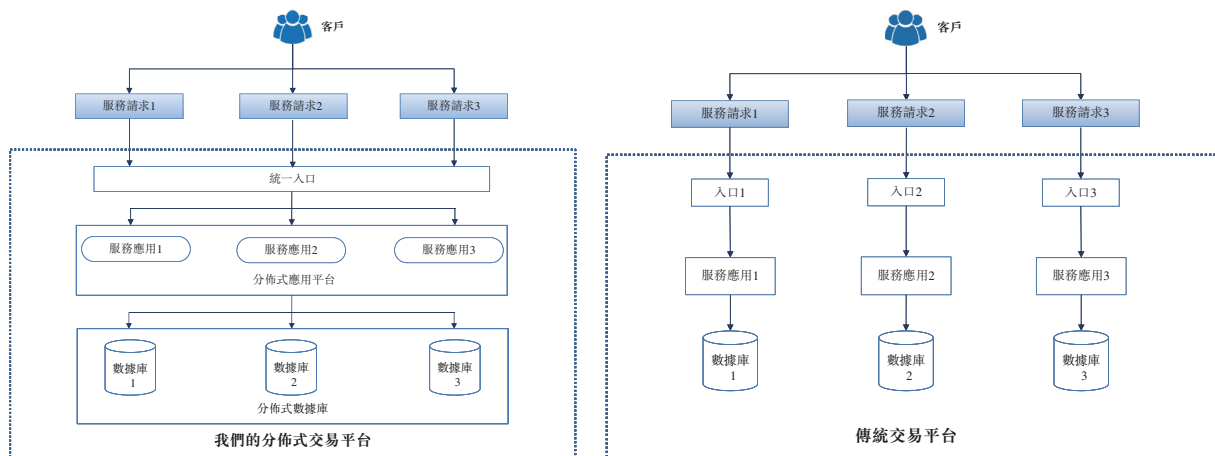 客戶
服務請求1
服務請求2
服務請求3
統一入口
服務應用1
服務應用2
服務應用3
分佈式應用平台
數據庫
1
數據庫
2
數據庫
3
分佈式數據庫
我們的分佈式交易平台
客戶
服務請求1
服務請求2
服務請求3
入口1
入口2
入口3
服務應用1
服務應用2
服務應用3
數據庫
1
數據庫
2
數據庫
3
傳統交易平台